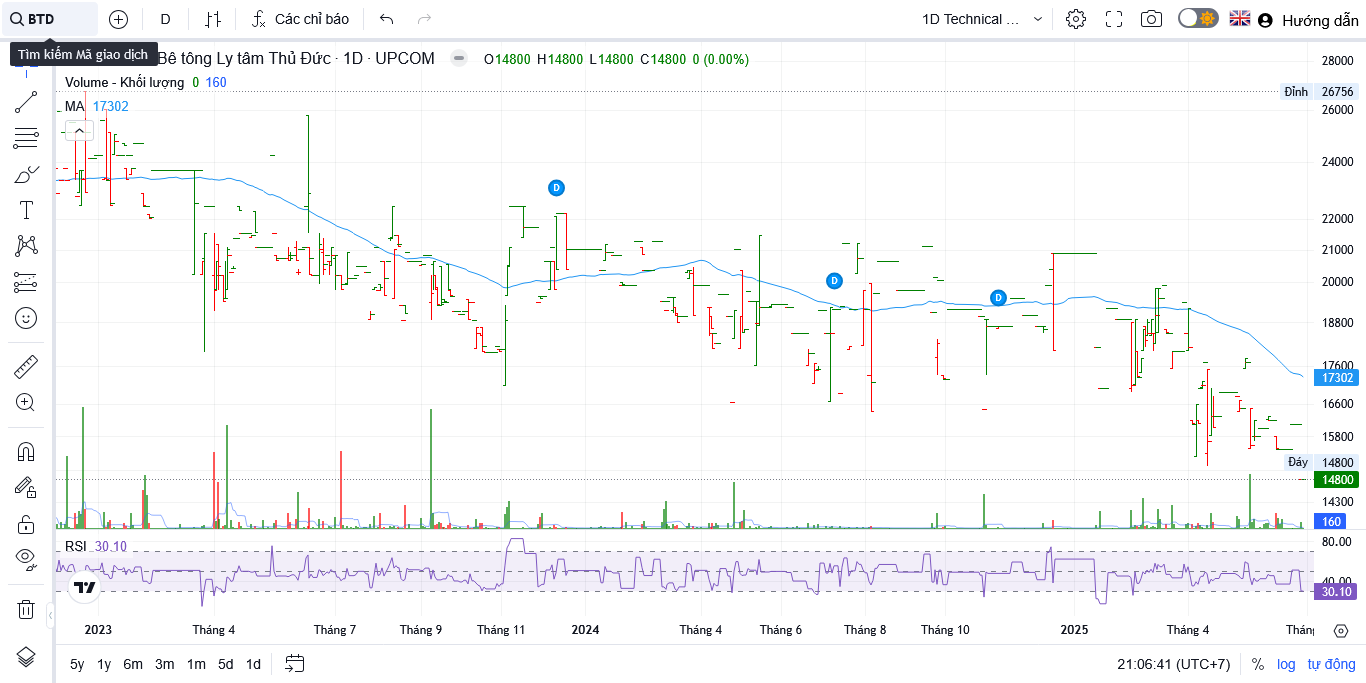 BTD
D
Các chỉ báo
1D Technical ...
Hướng dẫn
Tìm kiếm Mã giao dịch
Bê tông Ly tâm Thủ Đức · 1D · UPCOM
O14800 H14800 L14800 C14800 0 (0.00%)
Volume - Khối lượng 0 160
MA 17302
28000
Đỉnh 26756
26000
24000
22000
21000
20000
18800
17600
17302
16600
15800
Đáy 14800
14800
14300
160
D
D
D
RSI 30.10
80.00
40.00
30.10
2023
Tháng 4
Tháng 7
Tháng 9
Tháng 11
2024
Tháng 4
Tháng 6
Tháng 8
Tháng 10
2025
Tháng 4
5y 1y 6m 3m 1m 5d 1d
21:06:41 (UTC+7)
% log tự động